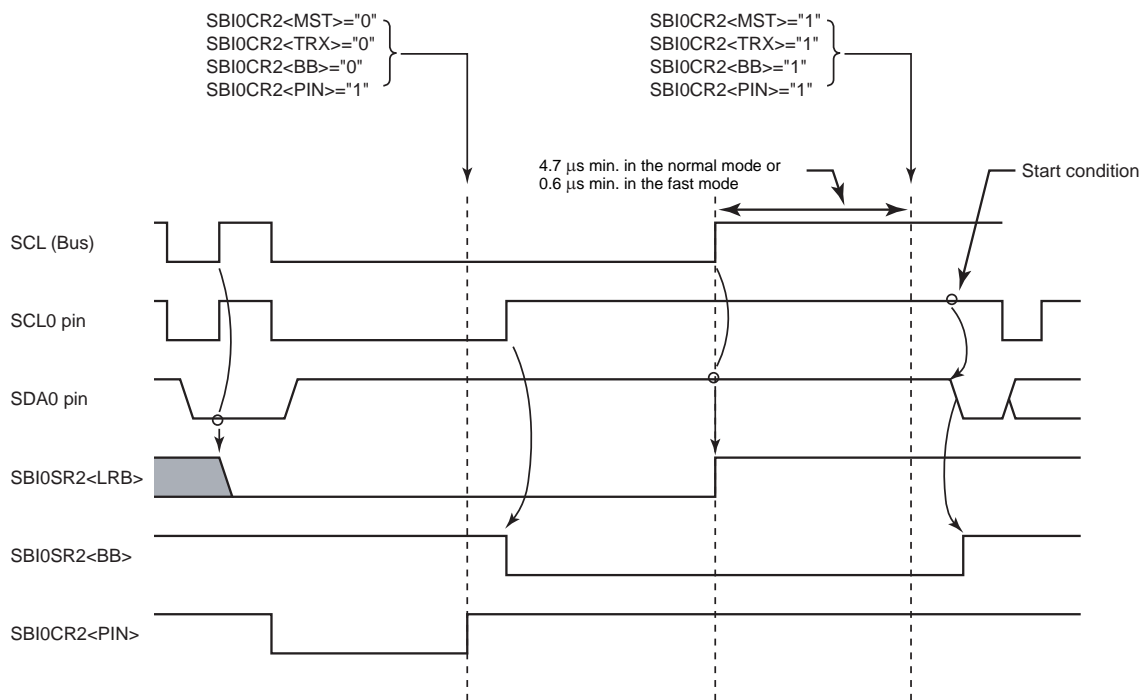 SBI0CR2<MST>="0"
SBI0CR2<TRX>="0"
SBI0CR2<BB>="0"
SBI0CR2<PIN>="1"
SBI0CR2<MST>="1"
SBI0CR2<TRX>="1"
SBI0CR2<BB>="1"
SBI0CR2<PIN>="1"
4.7 μs min. in the normal mode or
0.6 μs min. in the fast mode
Start condition
SCL (Bus)
SCL0 pin
SDA0 pin
SBI0SR2<LRB>
SBI0SR2<BB>
SBI0CR2<PIN>